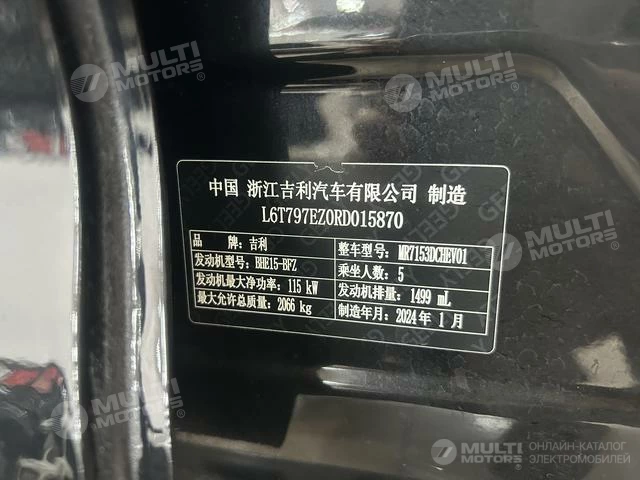 MULTI MOTORS®
MULTI MOTORS®
中国 浙江吉利汽车有限公司 制造
L6T797EZ0RD015870
品 牌：吉利 整车型号：MR7153DCHEV01
发动机型号：BHE15-BFZ 乘坐人数：5
发动机最大净功率：115 kW 发动机排量：1499 mL
最大允许总质量：2066 kg 制造年月：2024 年 1 月
MULTI MOTORS®
MULTI MOTORS®
MULTI MOTORS®
ОНЛАЙН-КАТАЛОГ
ЭЛЕКТРОМОБИЛЕЙ